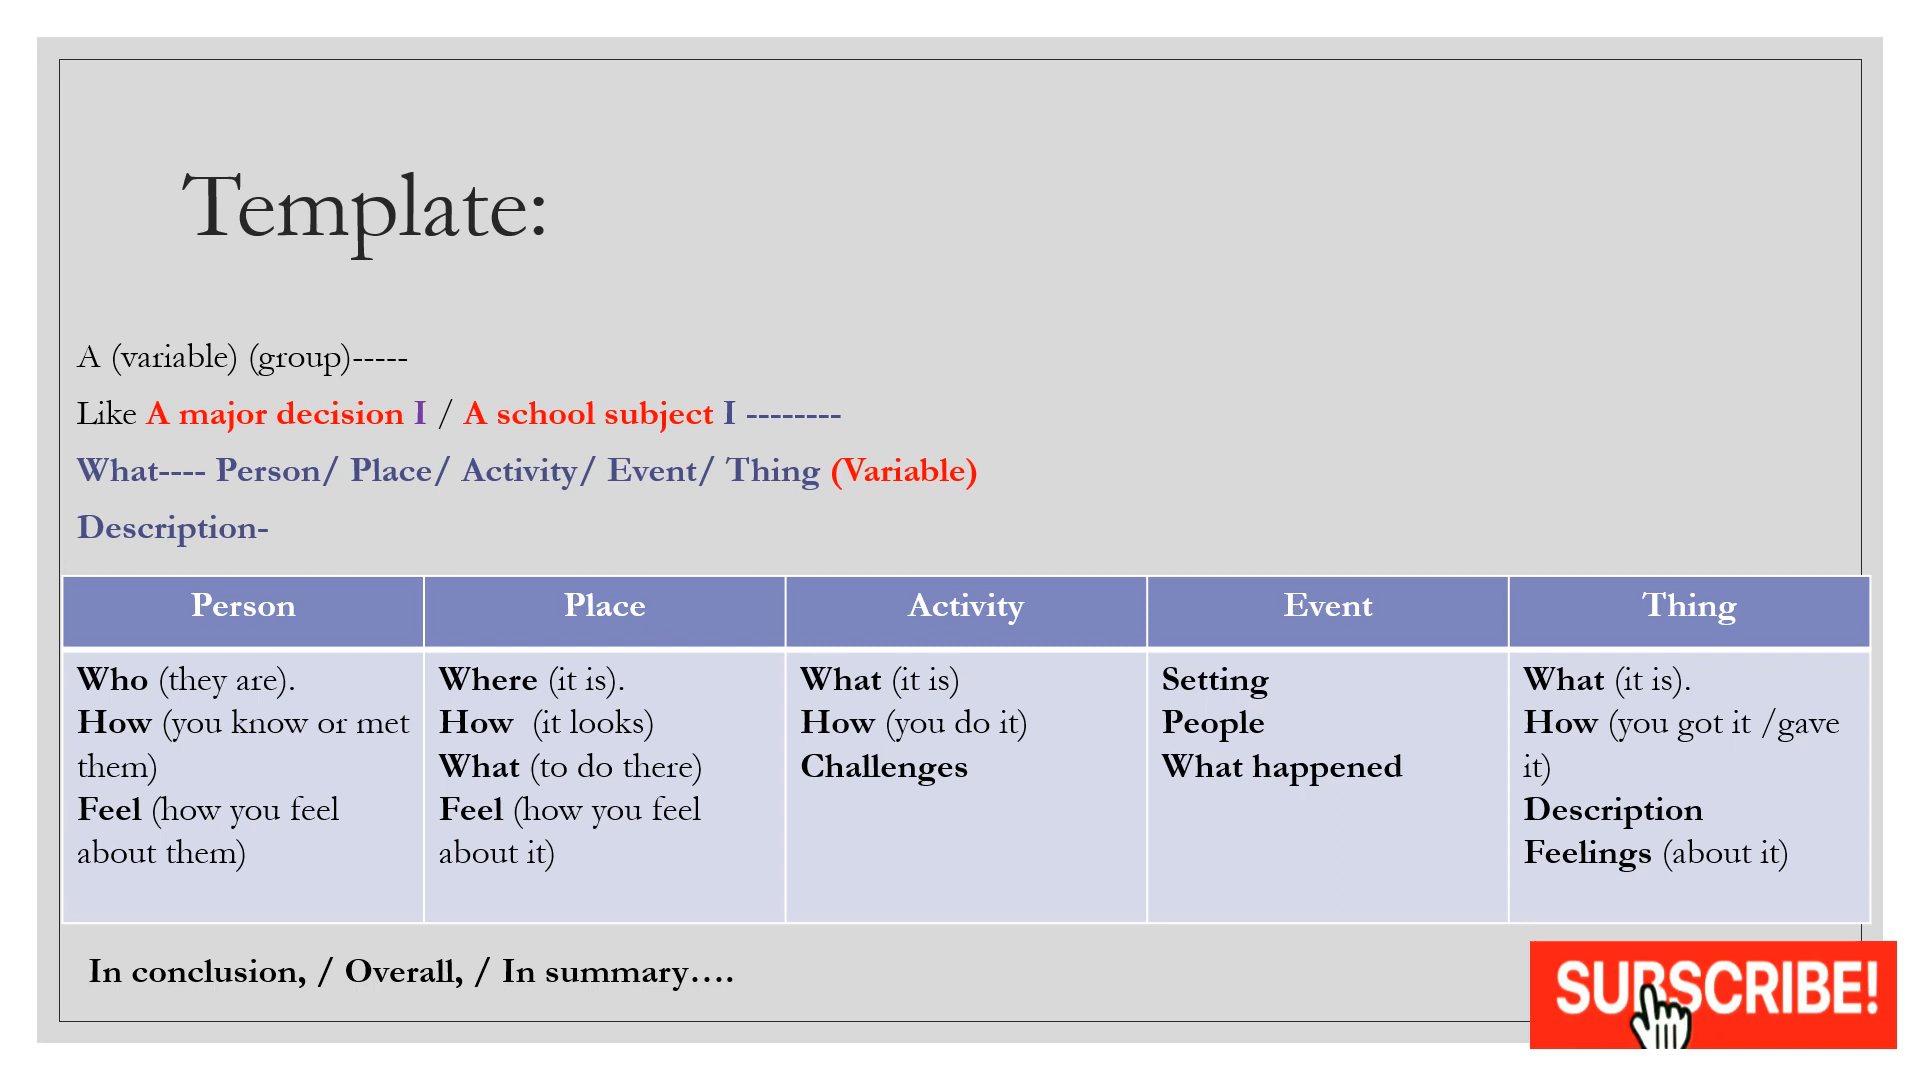 Template:
A (variable) (group)-----
Like A major decision I / A school subject I --------
What---- Person/ Place/ Activity/ Event/ Thing (Variable)
Description-
Person
Place
Activity
Event
Thing
Who (they are).
How (you know or met
them)
Feel (how you feel
about them)
Where (it is).
How (it looks)
What (to do there)
Feel (how you feel
about it)
What (it is)
How (you do it)
Challenges
Setting
People
What happened
What (it is).
How (you got it /gave
it)
Description
Feelings (about it)
In conclusion, / Overall, / In summary....
SUBSCRIBE!